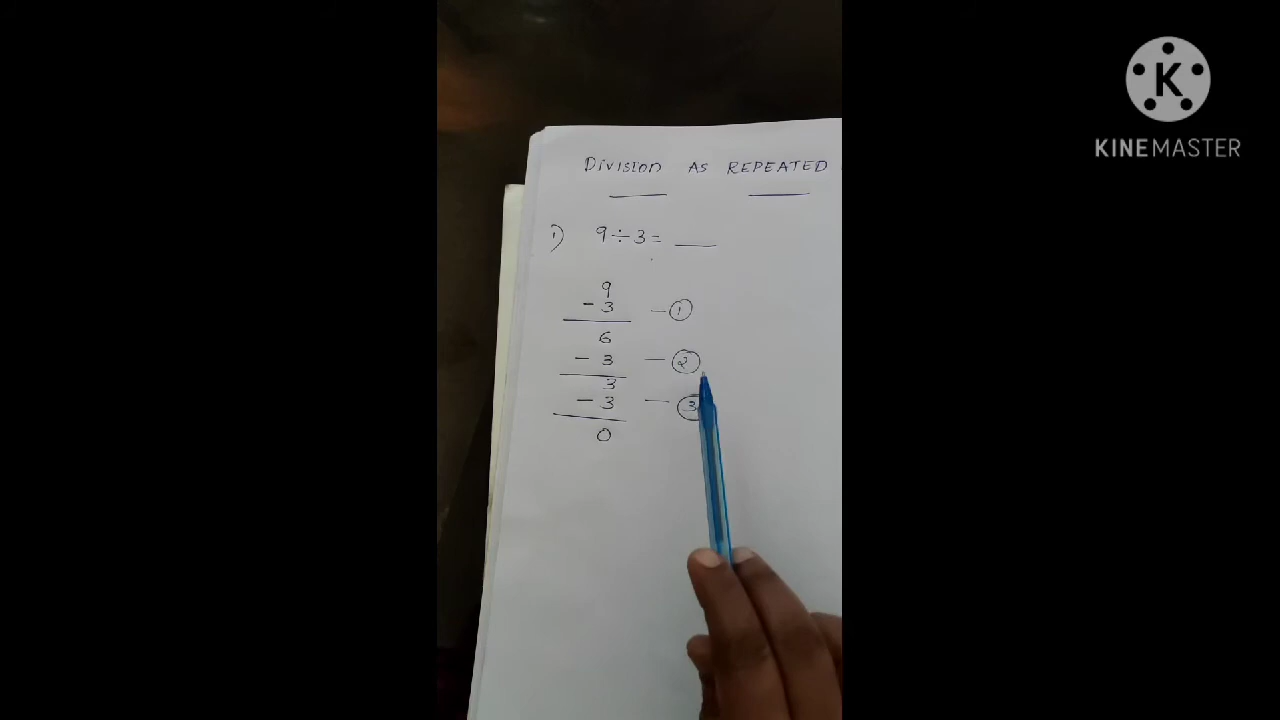 DIVISION AS REPEATED
1) 9÷3= ___
9
- 3 — 1
6
- 3 — 2
3
- 3 — 3
0
K
KINEMASTER